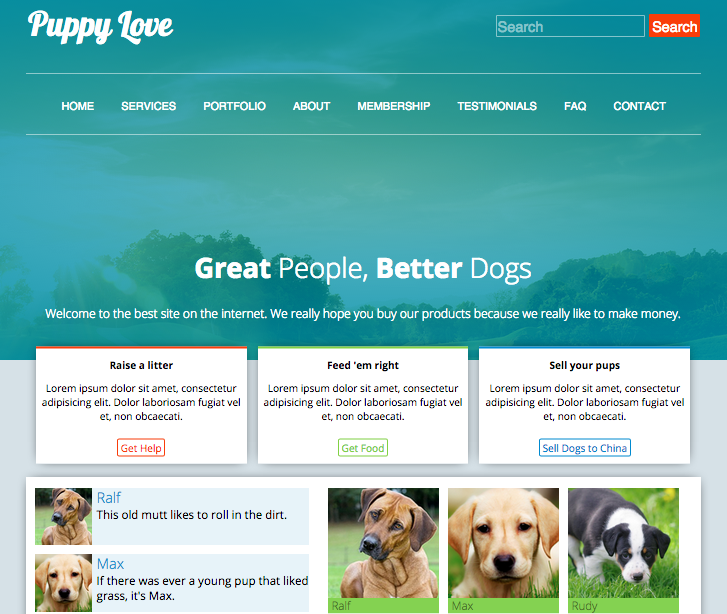 Puppy Love
Search
Search
HOME
SERVICES
PORTFOLIO
ABOUT
MEMBERSHIP
TESTIMONIALS
FAQ
CONTACT
Great People, Better Dogs
Welcome to the best site on the internet. We really hope you buy our products because we really like to make money.
Raise a litter
Lorem ipsum dolor sit amet, consectetur
adipisicing elit. Dolor laboriosam fugiat vel
et, non obcaecati.
Get Help
Feed 'em right
Lorem ipsum dolor sit amet, consectetur
adipisicing elit. Dolor laboriosam fugiat vel
et, non obcaecati.
Get Food
Sell your pups
Lorem ipsum dolor sit amet, consectetur
adipisicing elit. Dolor laboriosam fugiat vel
et, non obcaecati.
Sell Dogs to China
Ralf
This old mutt likes to roll in the dirt.
Max
If there was ever a young pup that liked
grass, it's Max.
Ralf
Max
Rudy